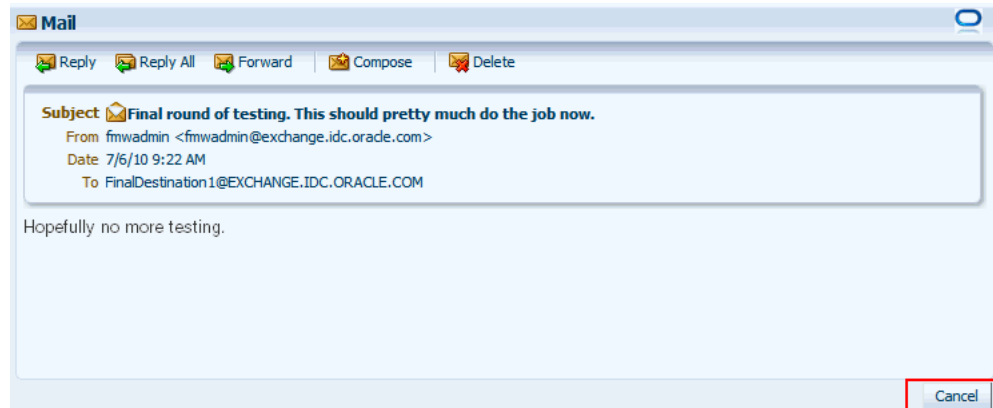 Mail
Reply Reply All Forward Compose Delete
Subject Final round of testing. This should pretty much do the job now.
From fmwadmin <fmwadmin@exchange.idc.oracle.com>
Date 7/6/10 9:22 AM
To FinalDestination1@EXCHANGE.IDC.ORACLE.COM
Hopefully no more testing.
Cancel